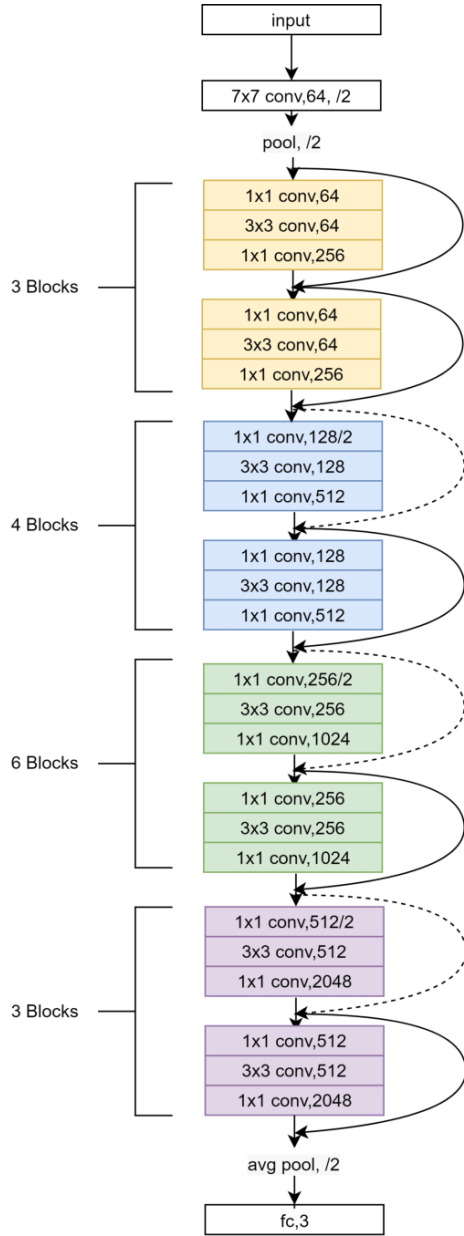 input
7x7 conv,64, /2
pool, /2
3 Blocks
1x1 conv,64
3x3 conv,64
1x1 conv,256
1x1 conv,64
3x3 conv,64
1x1 conv,256
4 Blocks
1x1 conv,128/2
3x3 conv,128
1x1 conv,512
1x1 conv,128
3x3 conv,128
1x1 conv,512
6 Blocks
1x1 conv,256/2
3x3 conv,256
1x1 conv,1024
1x1 conv,256
3x3 conv,256
1x1 conv,1024
3 Blocks
1x1 conv,512/2
3x3 conv,512
1x1 conv,2048
1x1 conv,512
3x3 conv,512
1x1 conv,2048
avg pool, /2
fc,3